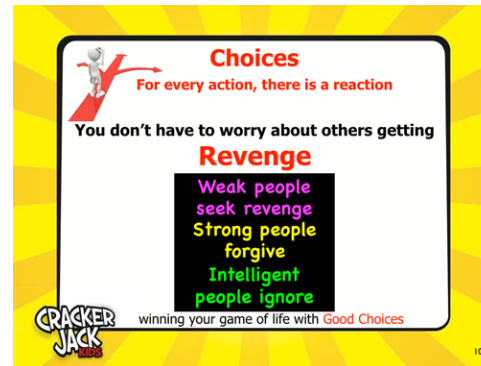 Choices
For every action, there is a reaction
You don't have to worry about others getting
Revenge
Weak people
seek revenge
Strong people
forgive
Intelligent
people ignore
winning your game of life with Good Choices
CRACKER
JACK
KIDS
10